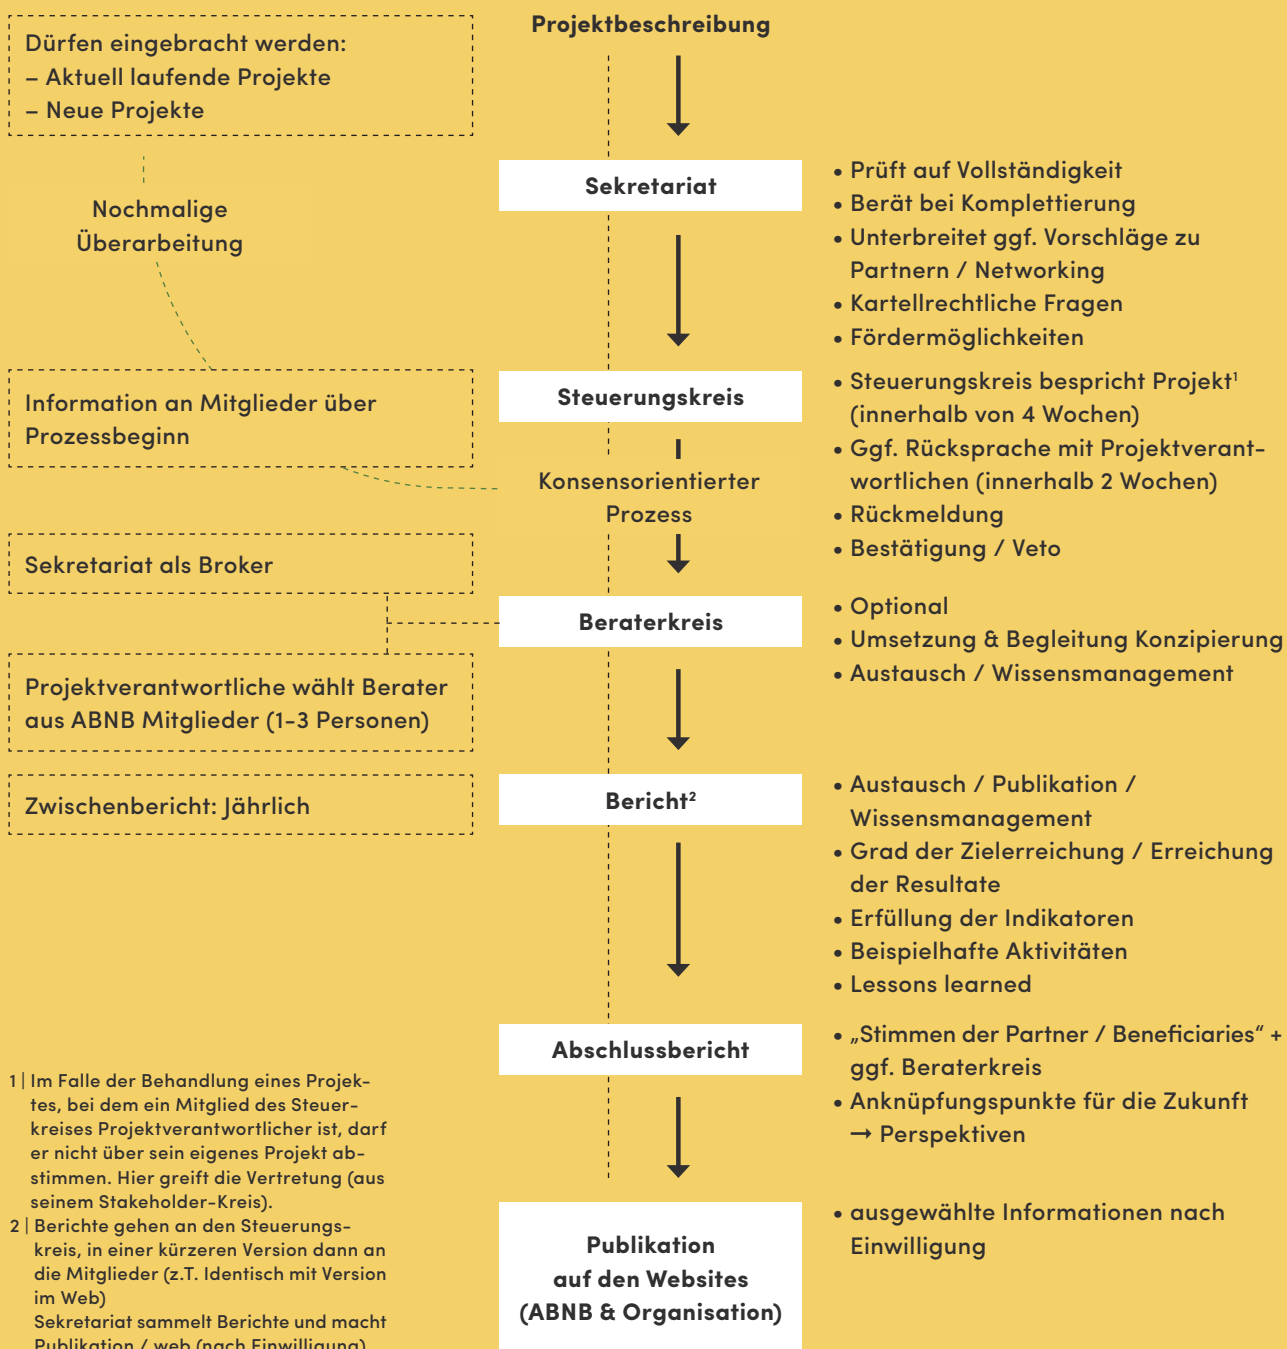 Projektbeschreibung
Dürfen eingebracht werden:
– Aktuell laufende Projekte
– Neue Projekte
Nochmalige
Überarbeitung
Sekretariat
• Prüft auf Vollständigkeit
• Berät bei Komplettierung
• Unterbreitet ggf. Vorschläge zu
Partnern / Networking
• Kartellrechtliche Fragen
• Fördermöglichkeiten
Information an Mitglieder über
Prozessbeginn
Steuerungskreis
• Steuerungskreis bespricht Projekt¹
(innerhalb von 4 Wochen)
• Ggf. Rücksprache mit Projektverant-
wortlichen (innerhalb 2 Wochen)
• Rückmeldung
• Bestätigung / Veto
Konsensorientierter
Prozess
Sekretariat als Broker
Projektverantwortliche wählt Berater
aus ABNB Mitglieder (1-3 Personen)
Beraterkreis
• Optional
• Umsetzung & Begleitung Konzipierung
• Austausch / Wissensmanagement
Zwischenbericht: Jährlich
Bericht²
• Austausch / Publikation /
Wissensmanagement
• Grad der Zielerreichung / Erreichung
der Resultate
• Erfüllung der Indikatoren
• Beispielhafte Aktivitäten
• Lessons learned
Abschlussbericht
• „Stimmen der Partner / Beneficiaries“ +
ggf. Beraterkreis
• Anknüpfungspunkte für die Zukunft
→ Perspektiven
Publikation
auf den Websites
(ABNB & Organisation)
• ausgewählte Informationen nach
Einwilligung
1 | Im Falle der Behandlung eines Projek-
tes, bei dem ein Mitglied des Steuer-
kreises Projektverantwortlicher ist, darf
er nicht über sein eigenes Projekt ab-
stimmen. Hier greift die Vertretung (aus
seinem Stakeholder-Kreis).
2 | Berichte gehen an den Steuerungs-
kreis, in einer kürzeren Version dann an
die Mitglieder (z.T. Identisch mit Version
im Web)
Sekretariat sammelt Berichte und macht
Publikation / web (nach Einwilligung)